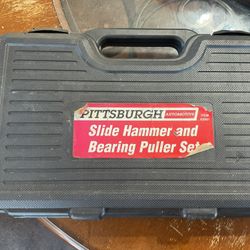 PITTSBURGH AUTOMOTIVE
Slide Hammer and
Bearing Puller Set